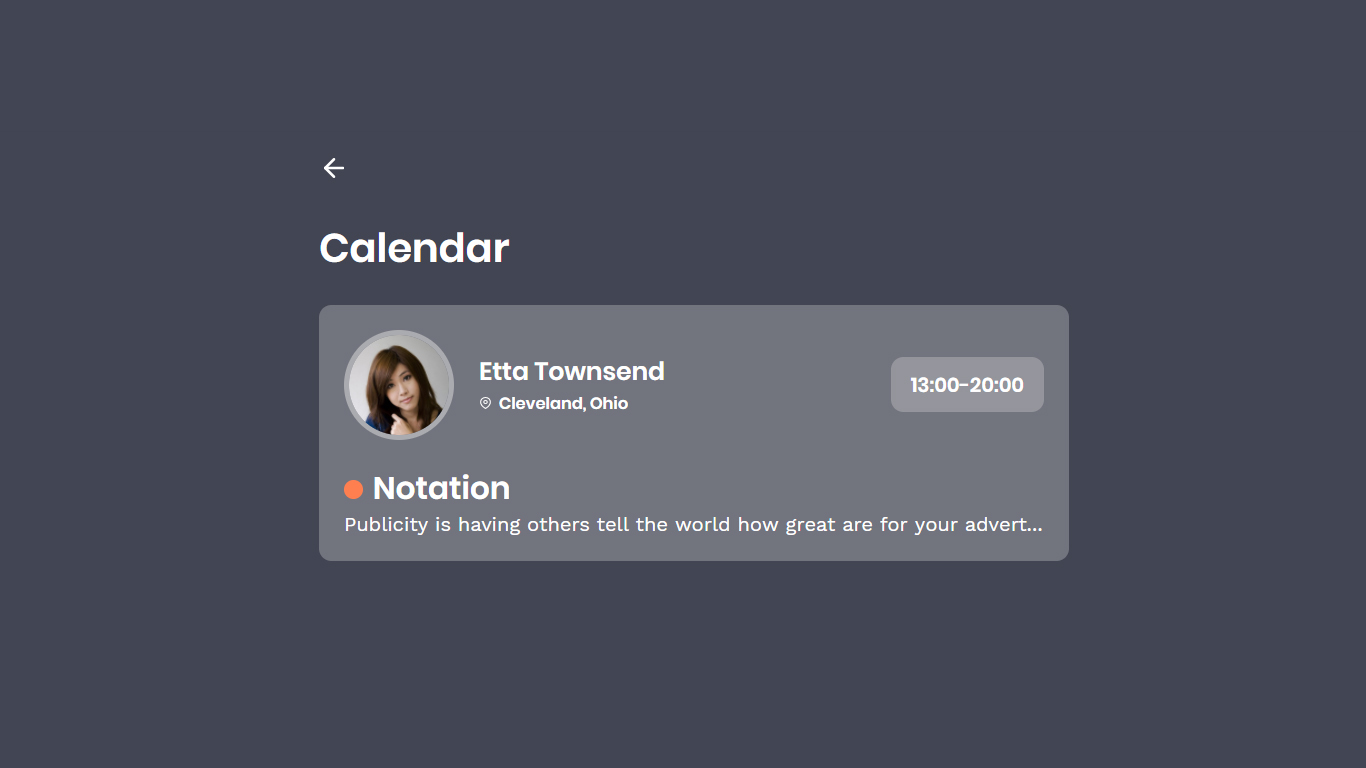 Calendar
Etta Townsend
Cleveland, Ohio
13:00-20:00
Notation
Publicity is having others tell the world how great are for your advert...